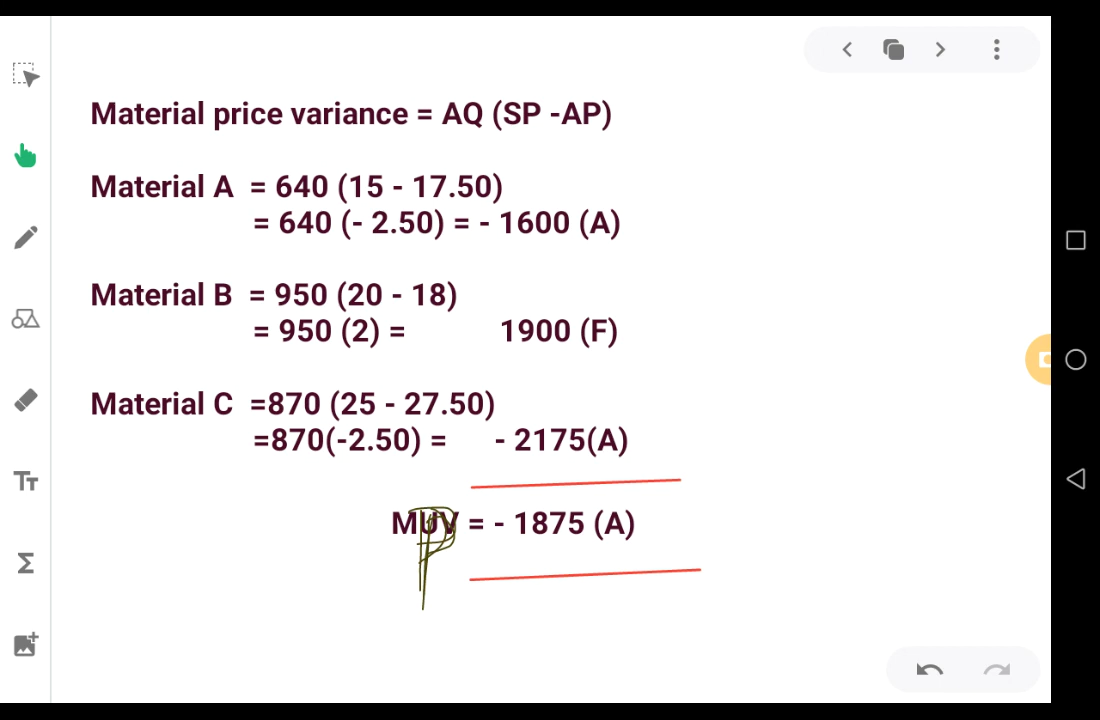 Material price variance = AQ (SP -AP)
Material A = 640 (15 - 17.50)
= 640 (- 2.50) = - 1600 (A)
Material B = 950 (20 - 18)
= 950 (2) = 1900 (F)
Material C =870 (25 - 27.50)
=870(-2.50) = - 2175(A)
MUV = - 1875 (A)
P
Tт
Σ